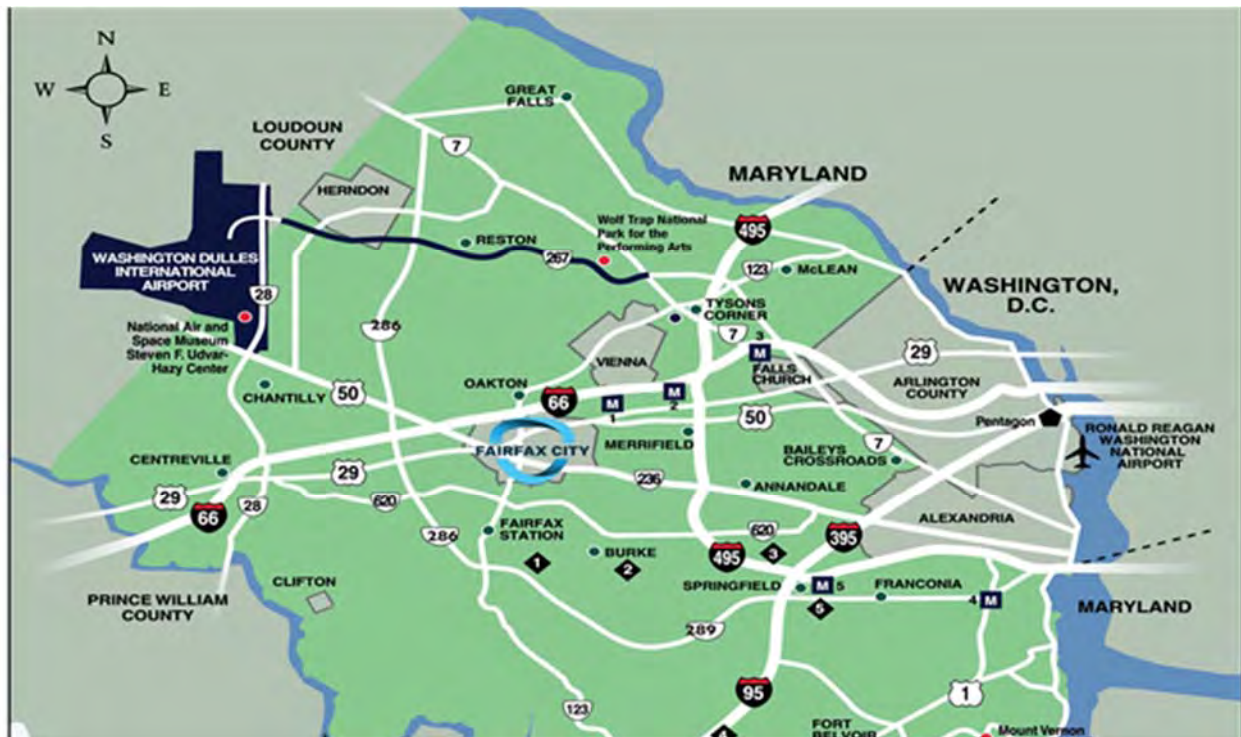 N
W
E
S
GREAT
FALLS
LOUDOUN
COUNTY
7
HERNDON
MARYLAND
495
Wolf Trap National
Park for the
Performing Arts
RESTON
267
123
McLEAN
WASHINGTON DULLES
INTERNATIONAL
AIRPORT
28
WASHINGTON,
D.C.
TYSONS
CORNER
National Air and
Space Museum
Steven F. Udvar-
Hazy Center
286
7
3
M
29
VIENNA
FALLS
CHURCH
ARLINGTON
COUNTY
CHANTILLY
50
OAKTON
66
M
1
M
2
50
Pentagon
RONALD REAGAN
WASHINGTON
NATIONAL
AIRPORT
FAIRFAX CITY
MERRIFIELD
7
BAILEYS
CROSSROADS
CENTREVILLE
29
236
ANNANDALE
29
66
28
620
286
FAIRFAX
STATION
620
395
ALEXANDRIA
1
BURKE
2
495
3
SPRINGFIELD
M
5
FRANCONIA
4
M
CLIFTON
PRINCE WILLIAM
COUNTY
MARYLAND
289
95
1
123
FORT
BELVOIR
Mount Vernon
4